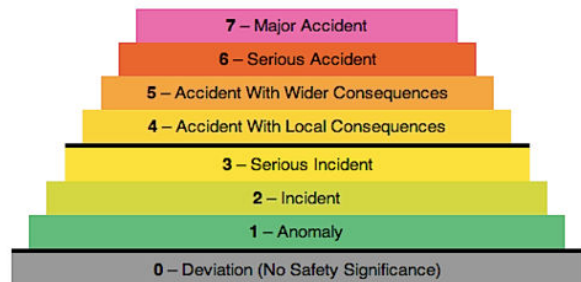 7 – Major Accident
6 – Serious Accident
5 – Accident With Wider Consequences
4 – Accident With Local Consequences
3 – Serious Incident
2 – Incident
1 – Anomaly
0 – Deviation (No Safety Significance)